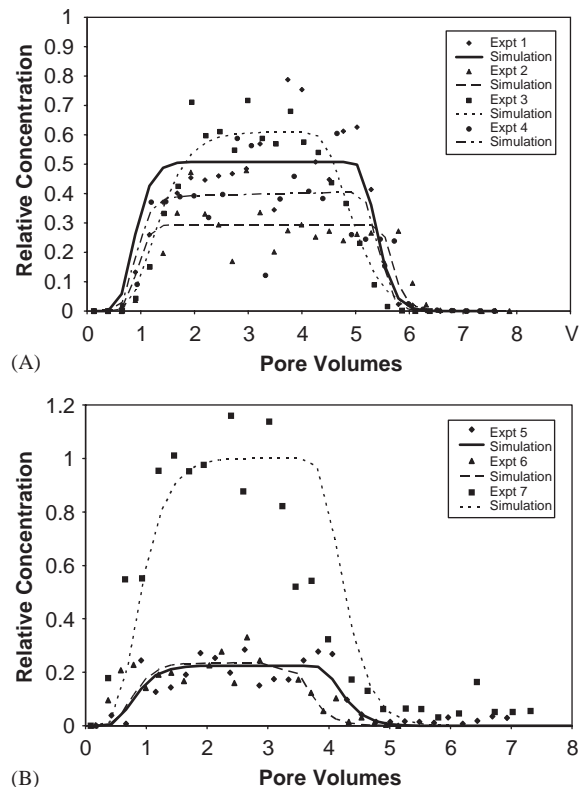 1
0.9
0.8
0.7
0.6
0.5
0.4
0.3
0.2
0.1
0
Relative Concentration
Expt 1
Simulation
Expt 2
Simulation
Expt 3
Simulation
Expt 4
Simulation
0 1 2 3 4 5 6 7 8 V
Pore Volumes
(A)
1.2
1
0.8
0.6
0.4
0.2
0
Relative Concentration
Expt 5
Simulation
Expt 6
Simulation
Expt 7
Simulation
0 1 2 3 4 5 6 7 8
Pore Volumes
(B)